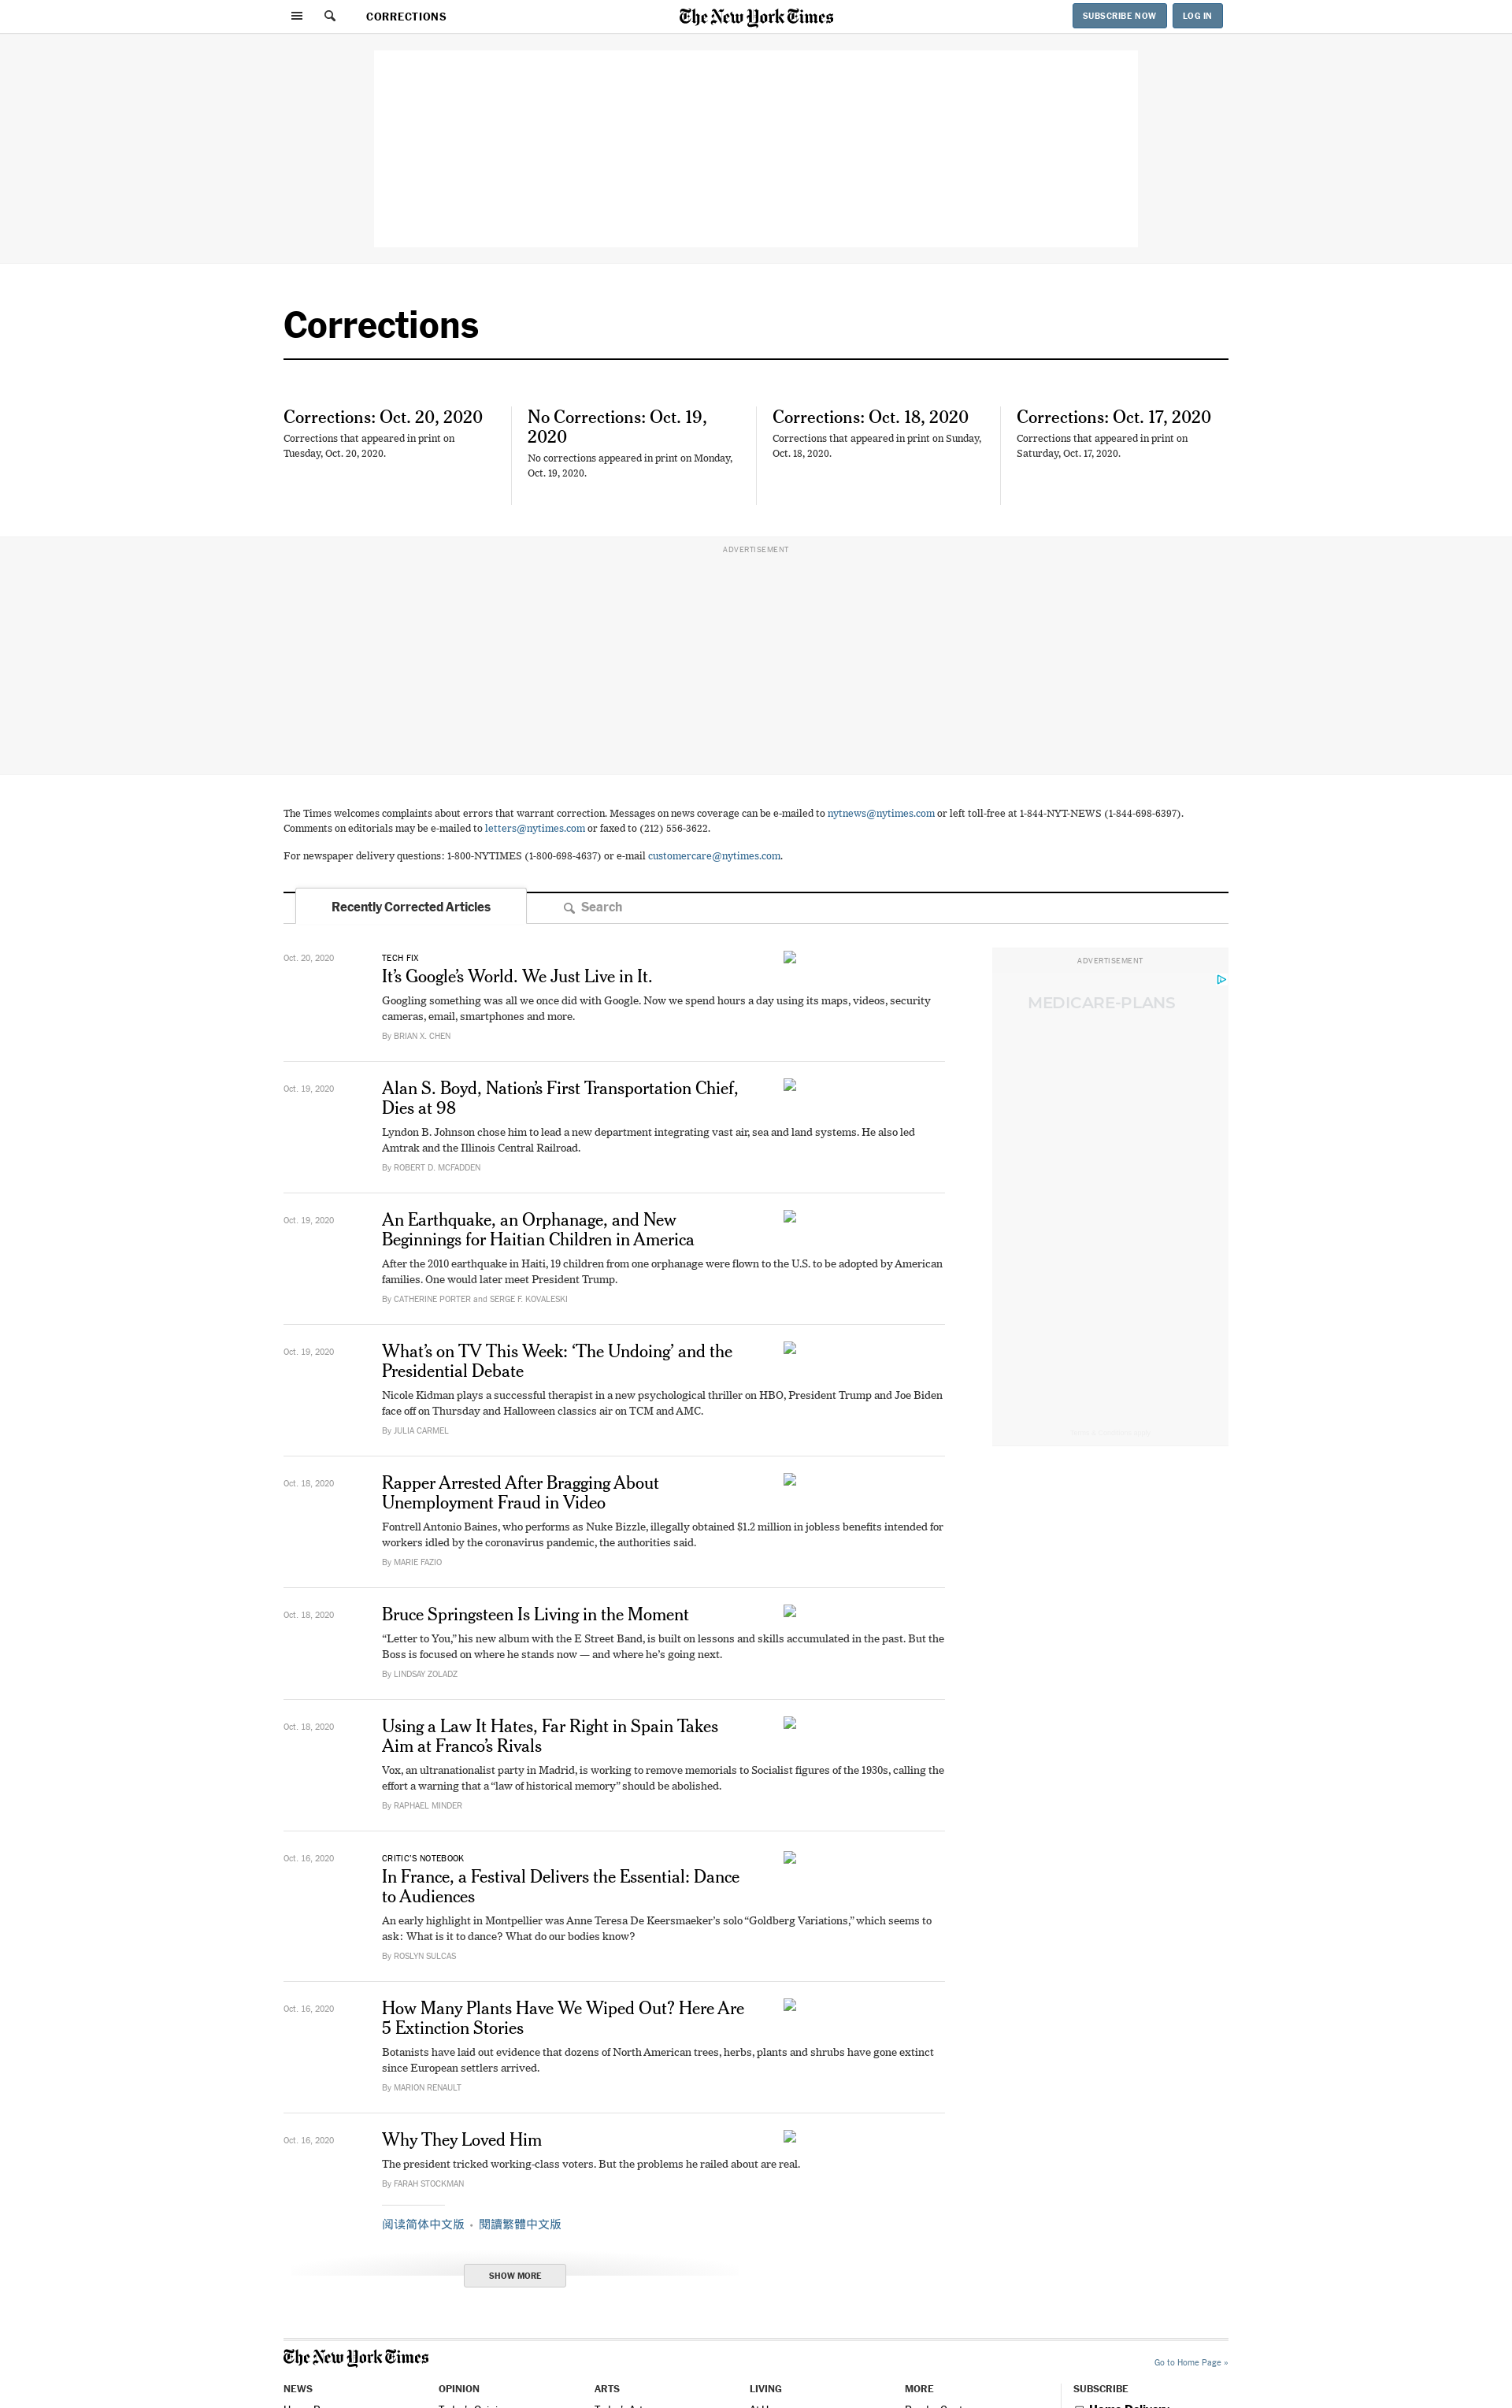 CORRECTIONS
The New York Times
SUBSCRIBE NOW
LOG IN
Corrections
Corrections: Oct. 20, 2020
Corrections that appeared in print on
Tuesday, Oct. 20, 2020.
No Corrections: Oct. 19,
2020
No corrections appeared in print on Monday,
Oct. 19, 2020.
Corrections: Oct. 18, 2020
Corrections that appeared in print on Sunday,
Oct. 18, 2020.
Corrections: Oct. 17, 2020
Corrections that appeared in print on
Saturday, Oct. 17, 2020.
ADVERTISEMENT
The Times welcomes complaints about errors that warrant correction. Messages on news coverage can be e-mailed to nytnews@nytimes.com or left toll-free at 1-844-NYT-NEWS (1-844-698-6397).
Comments on editorials may be e-mailed to letters@nytimes.com or faxed to (212) 556-3622.
For newspaper delivery questions: 1-800-NYTIMES (1-800-698-4637) or e-mail customercare@nytimes.com.
Recently Corrected Articles
Search
Oct. 20, 2020
TECH FIX
It’s Google’s World. We Just Live in It.
Googling something was all we once did with Google. Now we spend hours a day using its maps, videos, security
cameras, email, smartphones and more.
By BRIAN X. CHEN
ADVERTISEMENT
MEDICARE-PLANS
Oct. 19, 2020
Alan S. Boyd, Nation’s First Transportation Chief,
Dies at 98
Lyndon B. Johnson chose him to lead a new department integrating vast air, sea and land systems. He also led
Amtrak and the Illinois Central Railroad.
By ROBERT D. MCFADDEN
Oct. 19, 2020
An Earthquake, an Orphanage, and New
Beginnings for Haitian Children in America
After the 2010 earthquake in Haiti, 19 children from one orphanage were flown to the U.S. to be adopted by American
families. One would later meet President Trump.
By CATHERINE PORTER and SERGE F. KOVALESKI
Oct. 19, 2020
What’s on TV This Week: ‘The Undoing’ and the
Presidential Debate
Nicole Kidman plays a successful therapist in a new psychological thriller on HBO, President Trump and Joe Biden
face off on Thursday and Halloween classics air on TCM and AMC.
By JULIA CARMEL
Oct. 18, 2020
Rapper Arrested After Bragging About
Unemployment Fraud in Video
Fontrell Antonio Baines, who performs as Nuke Bizzle, illegally obtained $1.2 million in jobless benefits intended for
workers idled by the coronavirus pandemic, the authorities said.
By MARIE FAZIO
Oct. 18, 2020
Bruce Springsteen Is Living in the Moment
“Letter to You,” his new album with the E Street Band, is built on lessons and skills accumulated in the past. But the
Boss is focused on where he stands now — and where he’s going next.
By LINDSAY ZOLADZ
Oct. 18, 2020
Using a Law It Hates, Far Right in Spain Takes
Aim at Franco’s Rivals
Vox, an ultranationalist party in Madrid, is working to remove memorials to Socialist figures of the 1930s, calling the
effort a warning that a “law of historical memory” should be abolished.
By RAPHAEL MINDER
Oct. 16, 2020
CRITIC’S NOTEBOOK
In France, a Festival Delivers the Essential: Dance
to Audiences
An early highlight in Montpellier was Anne Teresa De Keersmaeker’s solo “Goldberg Variations,” which seems to
ask: What is it to dance? What do our bodies know?
By ROSLYN SULCAS
Oct. 16, 2020
How Many Plants Have We Wiped Out? Here Are
5 Extinction Stories
Botanists have laid out evidence that dozens of North American trees, herbs, plants and shrubs have gone extinct
since European settlers arrived.
By MARION RENAULT
Oct. 16, 2020
Why They Loved Him
The president tricked working-class voters. But the problems he railed about are real.
By FARAH STOCKMAN
阅读简体中文版 • 閱讀繁體中文版
SHOW MORE
The New York Times
Go to Home Page »
NEWS
OPINION
ARTS
LIVING
MORE
SUBSCRIBE